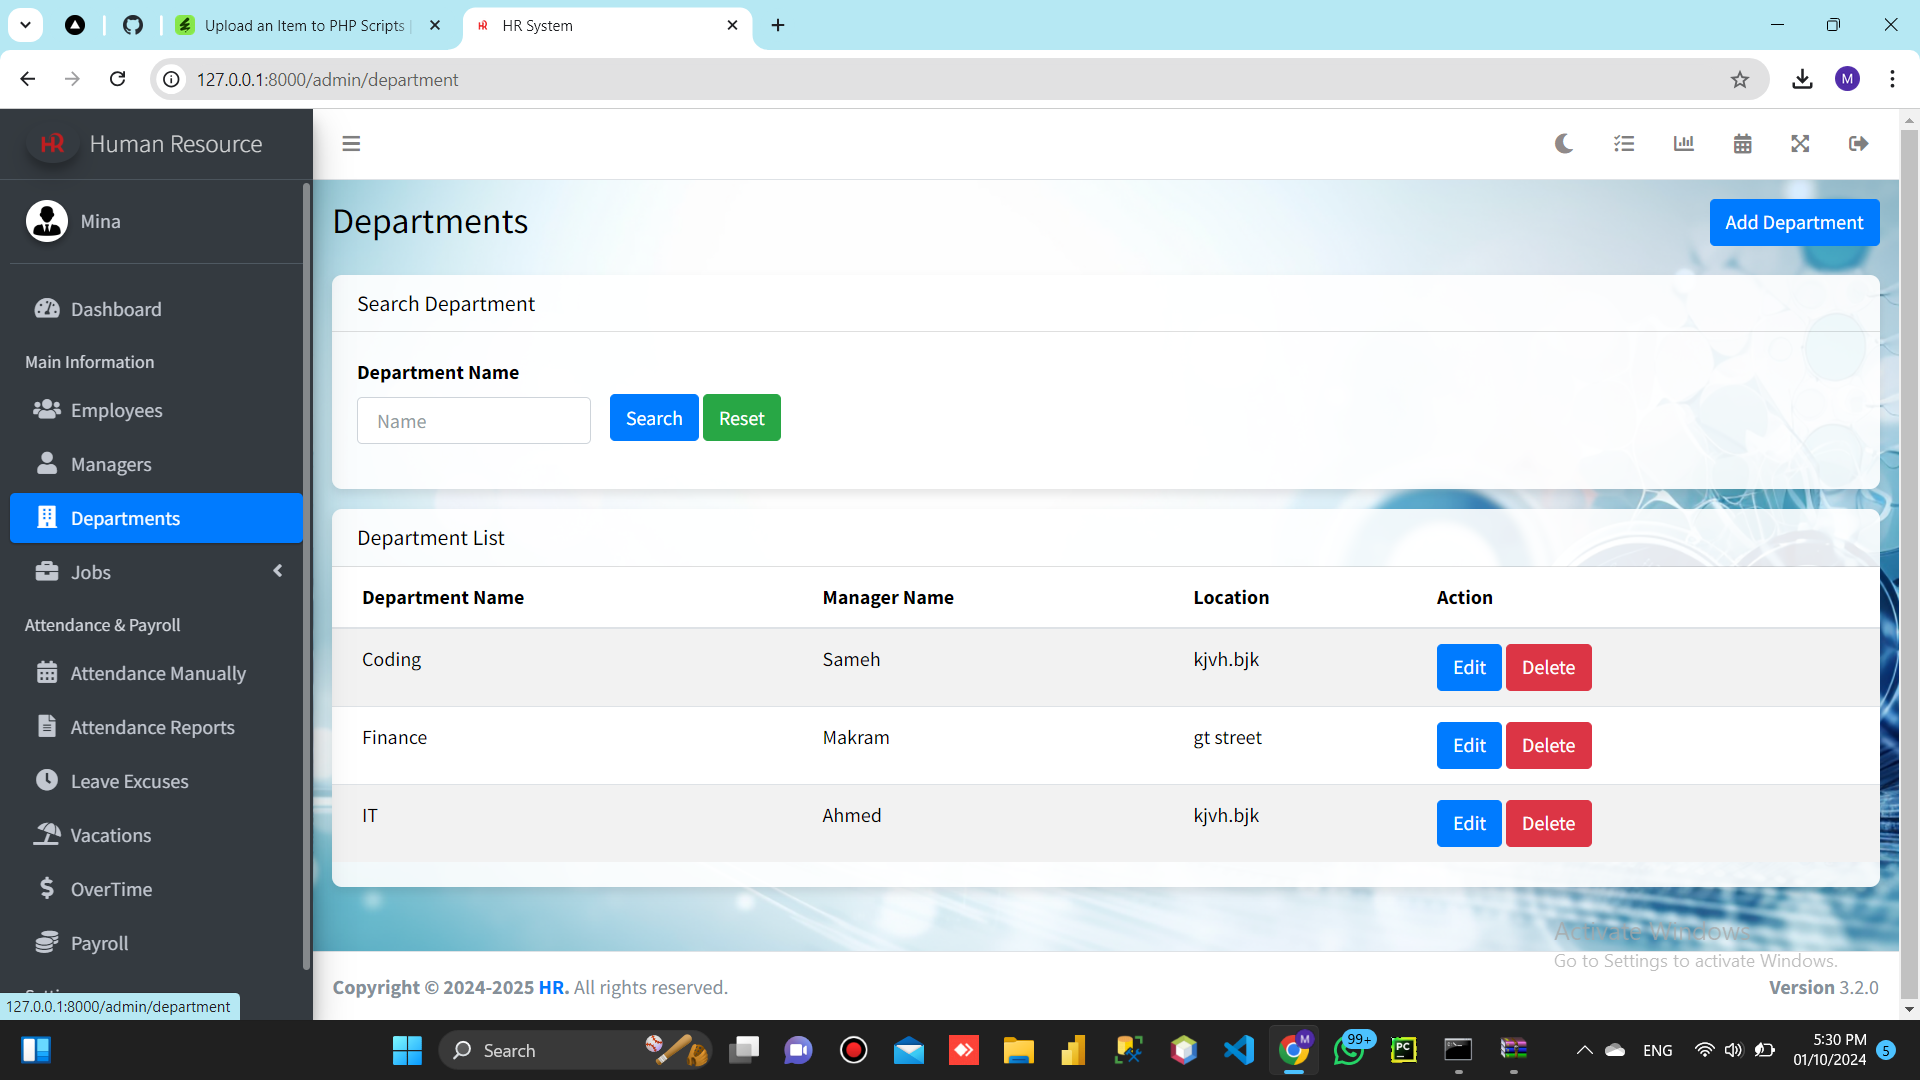 Upload an Item to PHP Scripts
HR System
127.0.0.1:8000/admin/department
M
HR Human Resource
Mina
Dashboard
Main Information
Employees
Managers
Departments
Jobs
Attendance & Payroll
Attendance Manually
Attendance Reports
Leave Excuses
Vacations
OverTime
Payroll
127.0.0.1:8000/admin/department
Departments
Add Department
Search Department
Department Name
Name
Search Reset
Department List
Department Name Manager Name Location Action
Coding Sameh kjvh.bjk Edit Delete
Finance Makram gt street Edit Delete
IT Ahmed kjvh.bjk Edit Delete
Activate Windows
Go to Settings to activate Windows.
Copyright © 2024-2025 HR. All rights reserved.
Version 3.2.0
Search
M
99+
PC
ENG
5:30 PM
01/10/2024
5